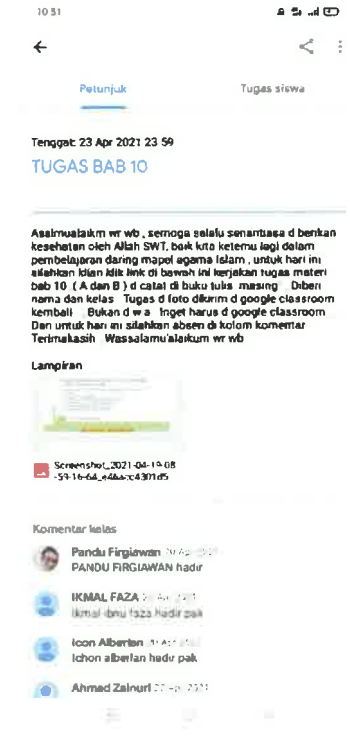 10:31
Petunjuk
Tugas siswa
Tenggat: 23 Apr 2021 23 59
TUGAS BAB 10
Asalmualaikm wr wb , semoga selalu senantiasa d berikan
kesehatan oleh Allah SWT, baik kita ketemu lagi dalam
pembelajaran daring mapel agama Islam , untuk hari ini
silahkan klian klik link di bawah ini kerjakan tugas materi
bab 10 ( A dan B ) d catat di buku tulis masing Diberi
nama dan kelas Tugas d foto dikirim d google classroom
kembali Bukan d w a Inget harus d google classroom
Dan untuk hari ini silahkan absen di kolom komentar
Terimakasih Wassalamu'alaikum wr wb
Lampiran
Screenshot_2021-04-19-08
Komentar kelas
Pandu Firgiawan
PANDU FIRGIAWAN hadir
IKMAL FAZA
Ikmal ibnu faza hadir pak
Icon Alberlan
Ichon alberlan hadir pak
Ahmad Zainuri